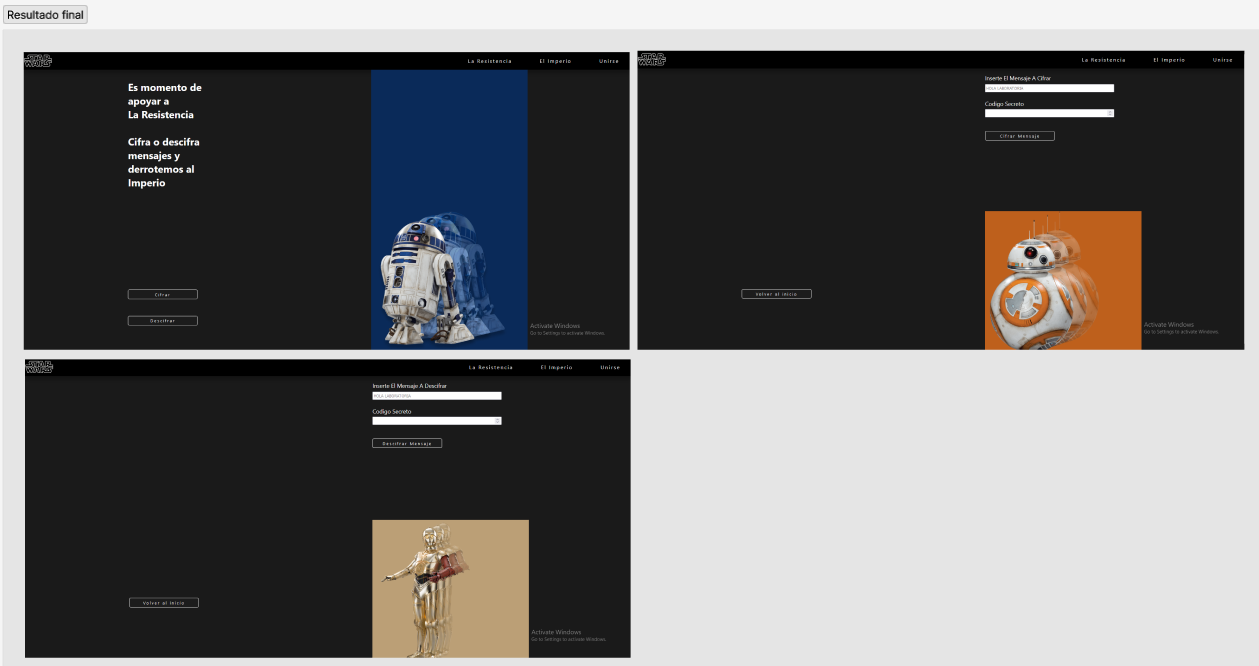 Resultado final
STAR
WARS
La Resistencia El Imperio Unirse
Es momento de
apoyar a
La Resistencia
Cifra o descifra
mensajes y
derrotemos al
Imperio
Cifrar
Descifrar
Activate Windows
Go to Settings to activate Windows.
STAR
WARS
La Resistencia El Imperio Unirse
Inserte El Mensaje A Cifrar
HOLA LABORATORIA
Codigo Secreto
Cifrar Mensaje
Volver al inicio
Activate Windows
Go to Settings to activate Windows.
STAR
WARS
La Resistencia El Imperio Unirse
Inserte El Mensaje A Descifrar
HOLA LABORATORIA
Codigo Secreto
Descifrar Mensaje
Volver al inicio
Activate Windows
Go to Settings to activate Windows.